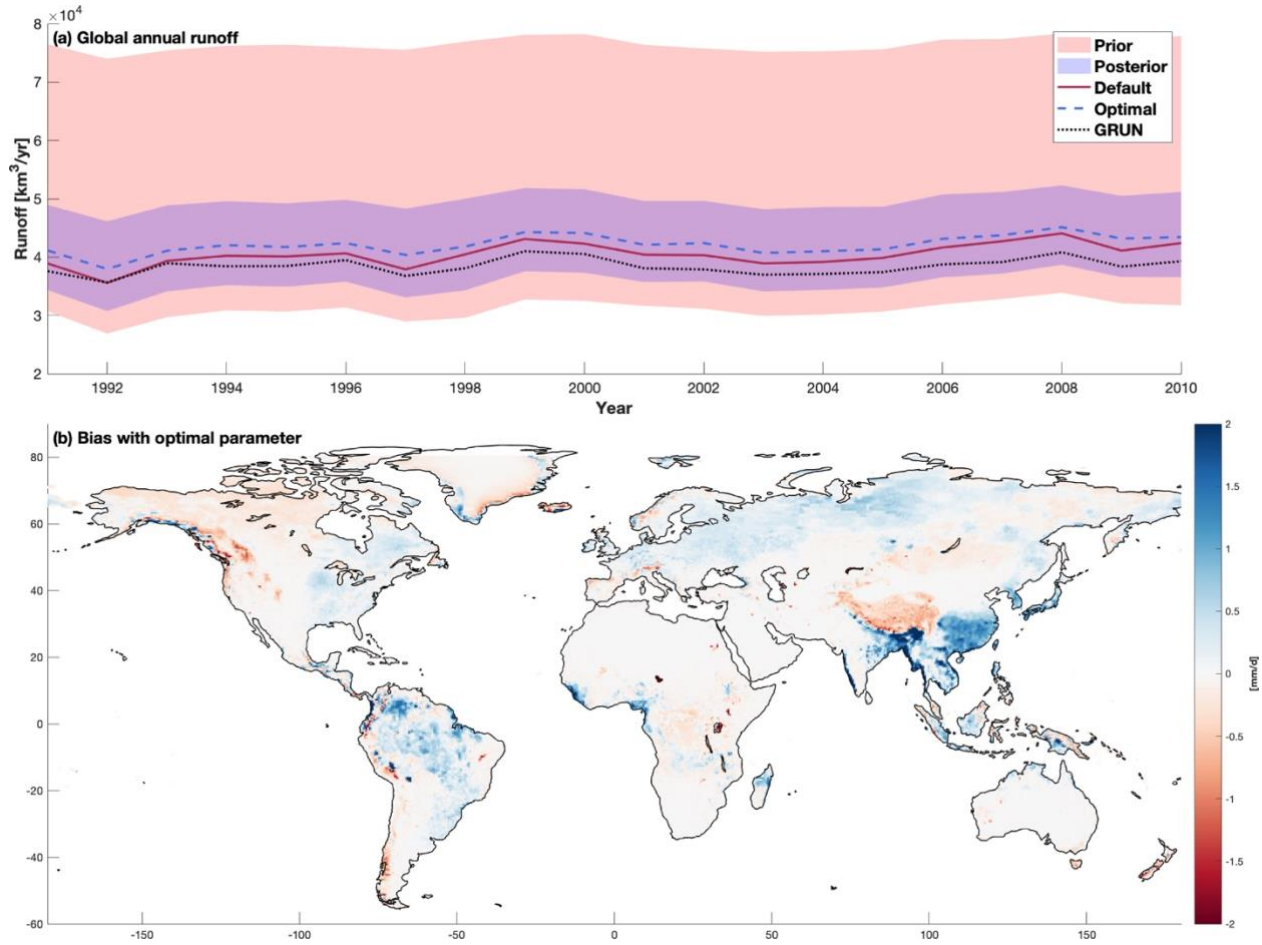 ×10⁴
(a) Global annual runoff
8
7
6
5
4
3
2
Runoff [km³/yr]
Prior
Posterior
Default
Optimal
GRUN
1992 1994 1996 1998 2000 2002 2004 2006 2008 2010
Year
(b) Bias with optimal parameter
80
60
40
20
0
-20
-40
-60
-150 -100 -50 0 50 100 150
2
1.5
1
0.5
0
-0.5
-1
-1.5
-2
[mm/d]